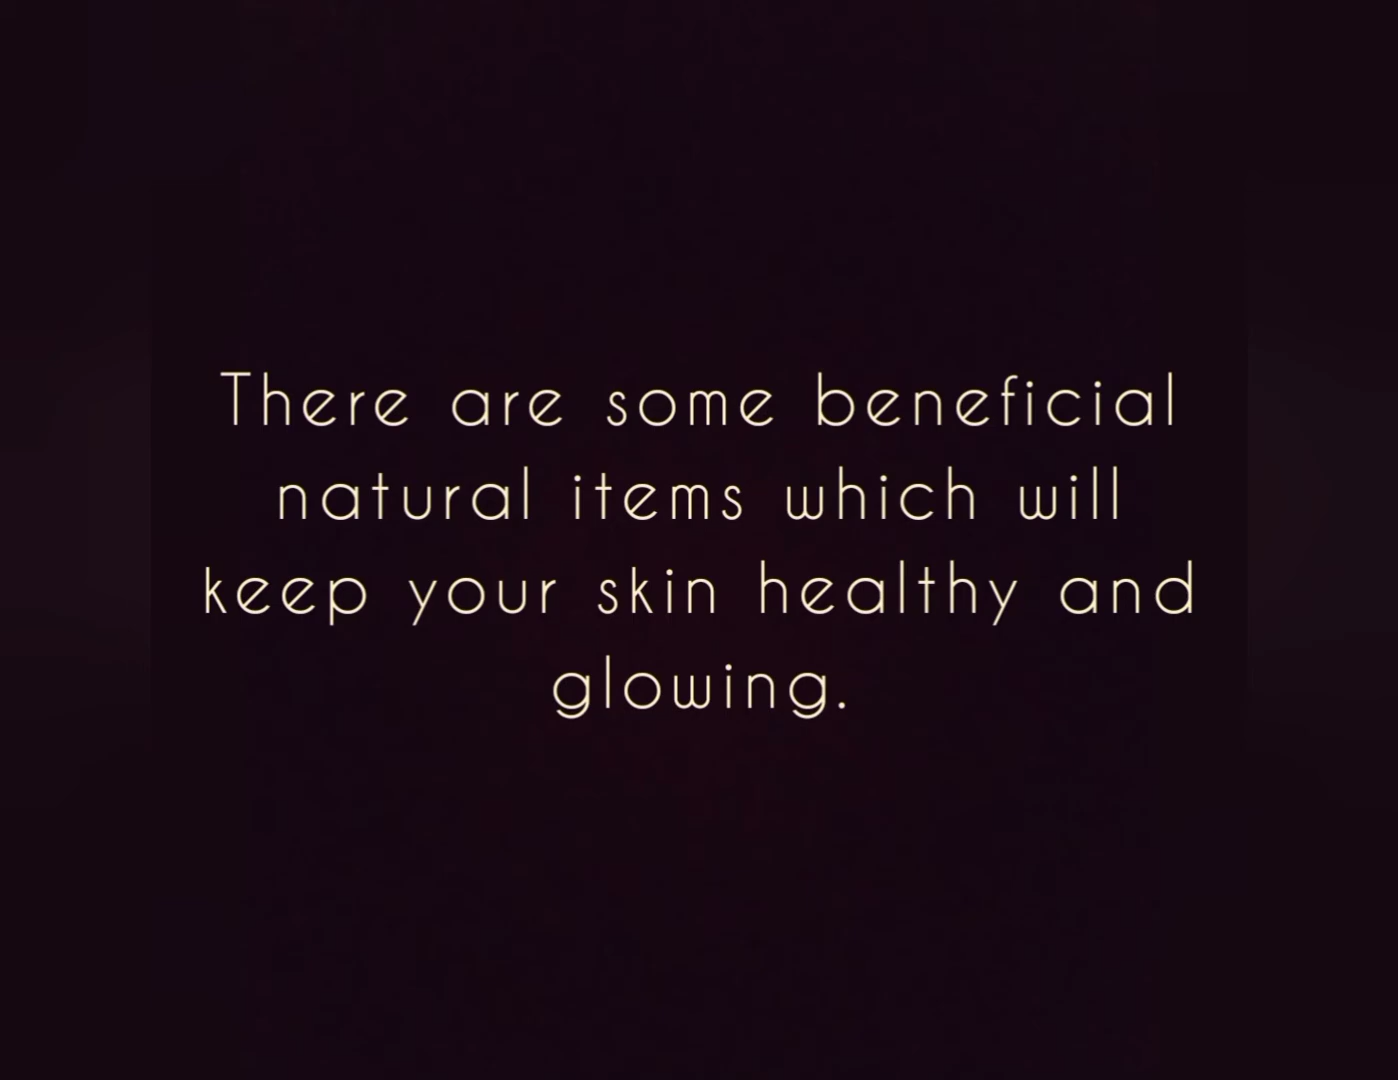 There are some beneficial
natural items which will
keep your skin healthy and
glowing.